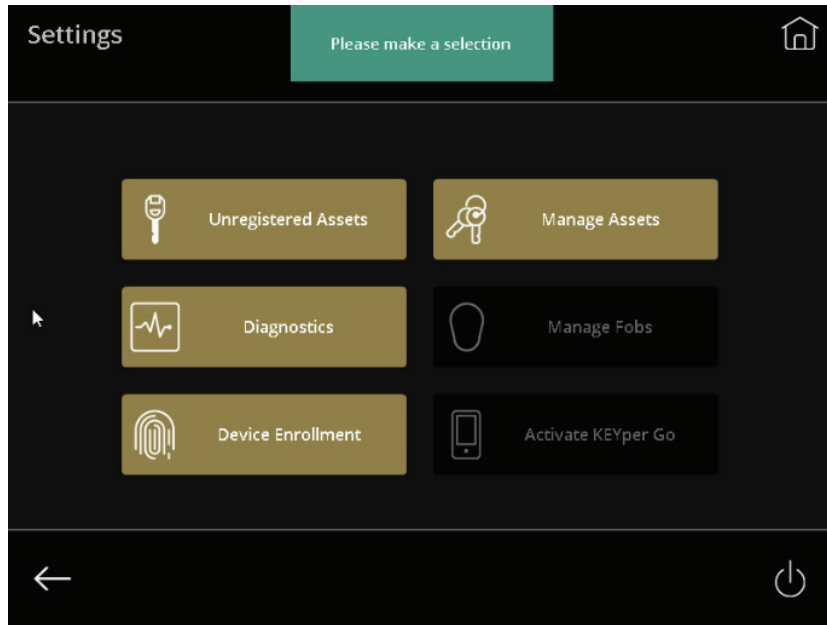 Settings
Please make a selection
Unregistered Assets
Manage Assets
Diagnostics
Manage Fobs
Device Enrollment
Activate KEYper Go